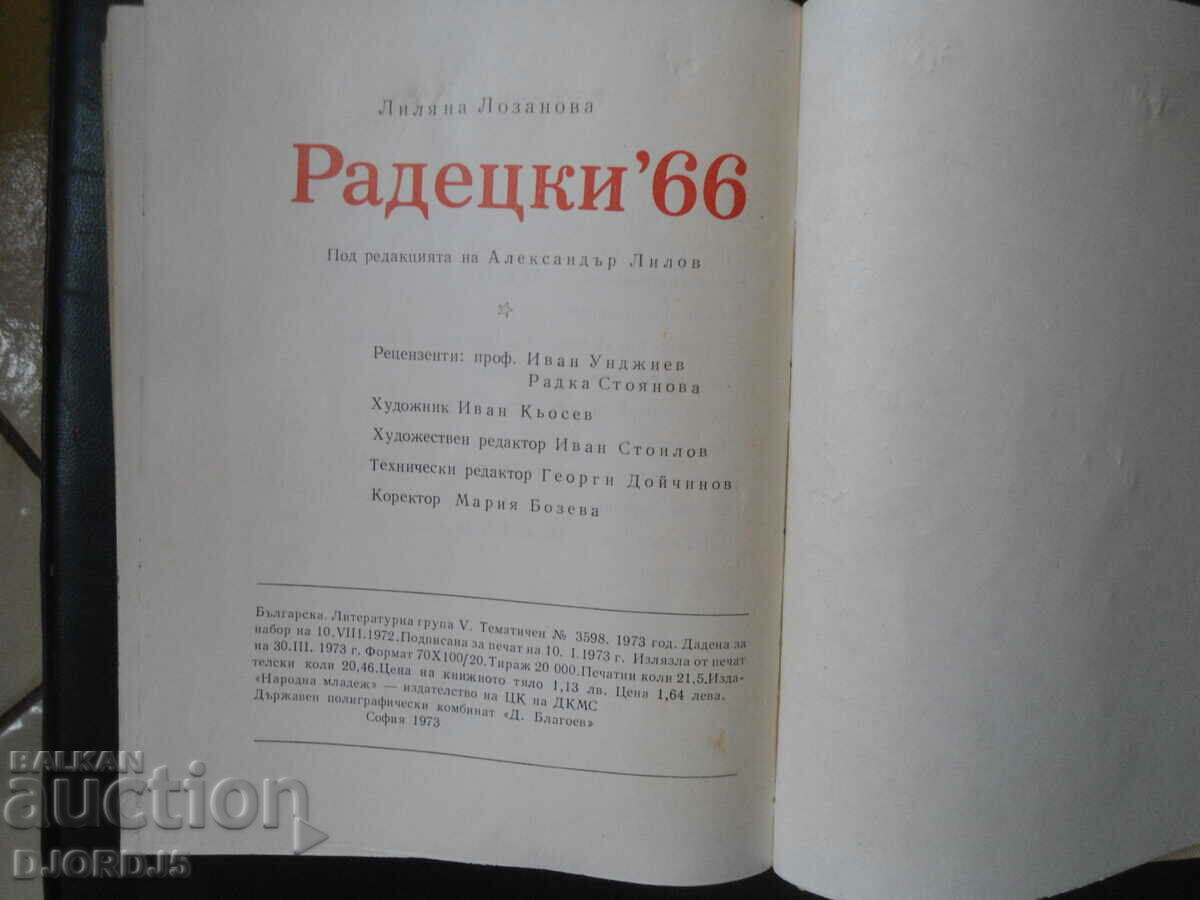 Лиляна Лозанова
Радецки '66
Под редакцията на Александър Лилов
Рецензенти: проф. Иван Унджиев
Радка Стоянова
Художник Иван Кьосев
Художествен редактор Иван Стоилов
Технически редактор Георги Дойчинов
Коректор Мария Бозева
Българска. Литературна група V. Тематичен № 3598. 1973 год. Дадена за
набор на 10.VIII.1972. Подписана за печат на 10. I.1973 г. Излязла от печат
на 30.III. 1973 г. Формат 70X100/20. Тираж 20 000. Печатни коли 21,5. Изда-
телски коли 20,46. Цена на книжното тяло 1,13 лв. Цена 1,64 лева.
«Народна младеж» — издателство на ЦК на ДКМС
Държавен полиграфически комбинат «Д. Благоев»
София 1973
BALKAN
auction
DJORDJ5